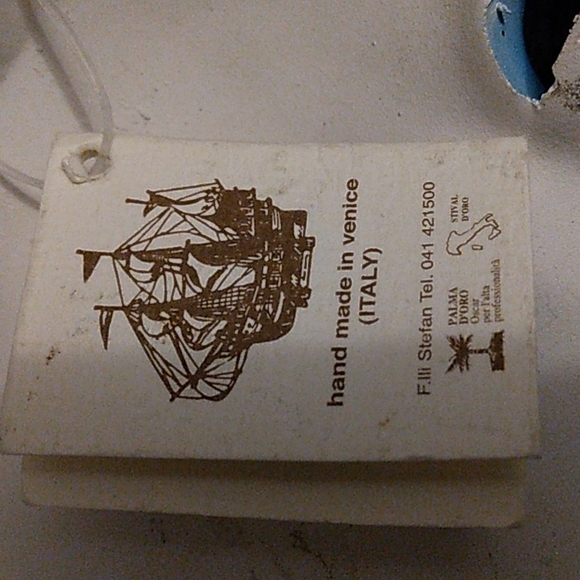 hand made in venice
(ITALY)
F.lli Stefan Tel. 041 421500
PALMA
D'ORO
Oscar
per l'alta
professionalità
STIVAL
D'ORO